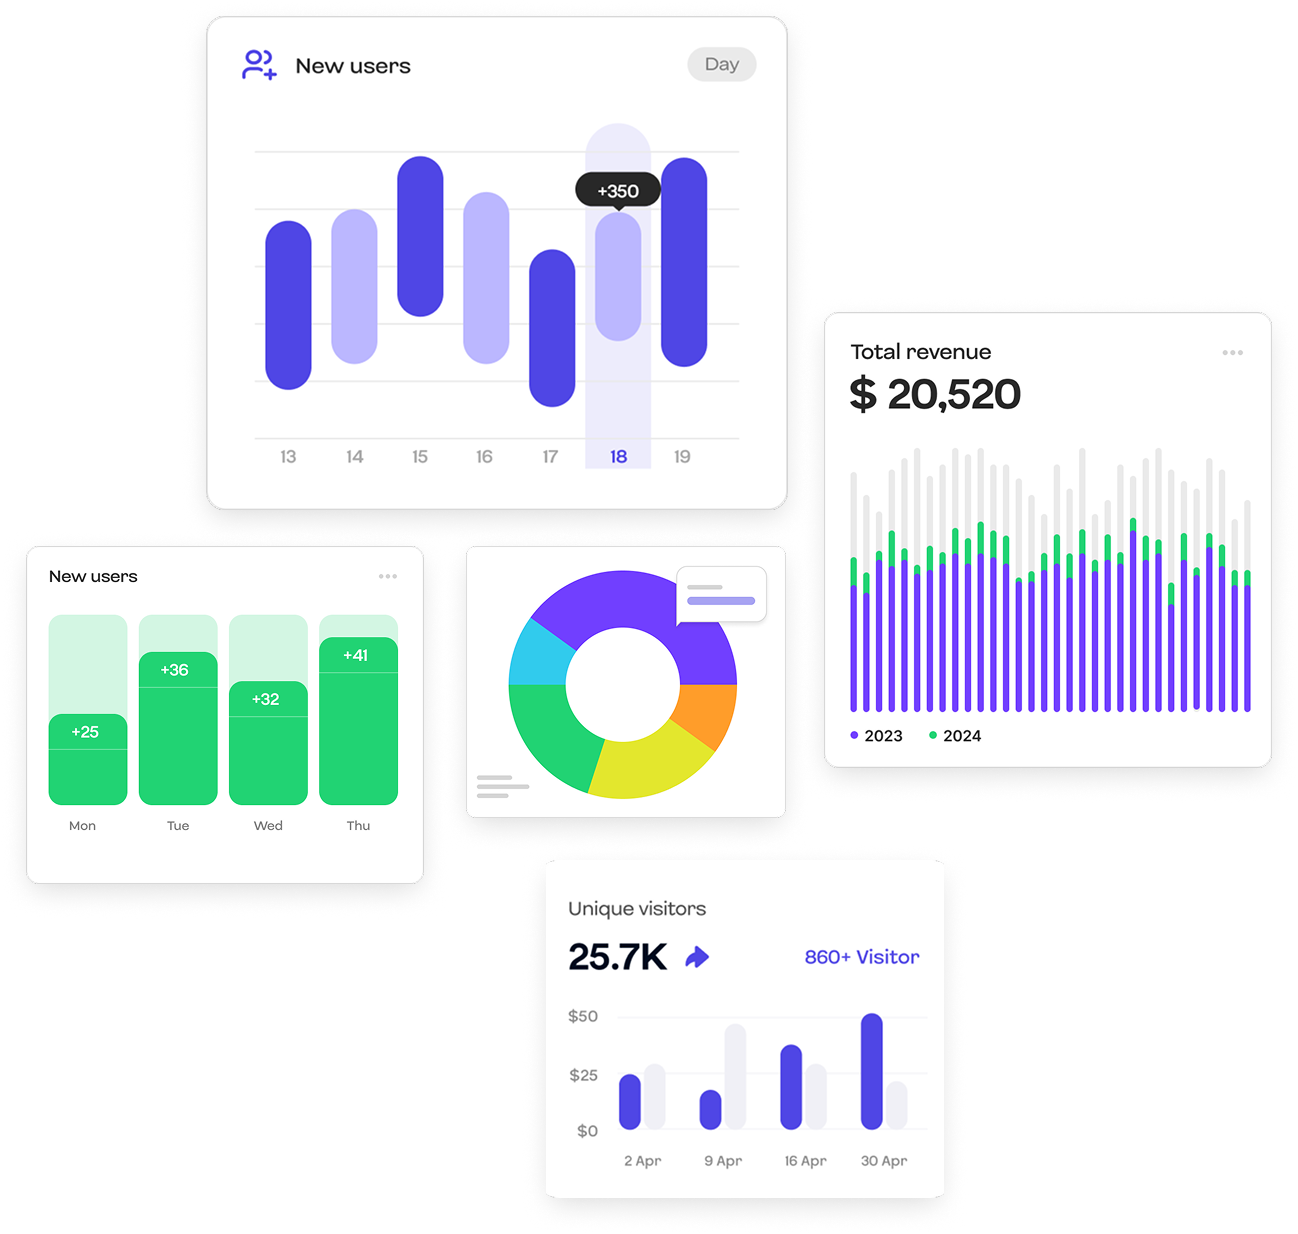 New users
Day
+350
13 14 15 16 17 18 19
Total revenue
$ 20,520
2023 2024
New users
+25 +36 +32 +41
Mon Tue Wed Thu
Unique visitors
25.7K 860+ Visitor
$50
$25
$0
2 Apr 9 Apr 16 Apr 30 Apr